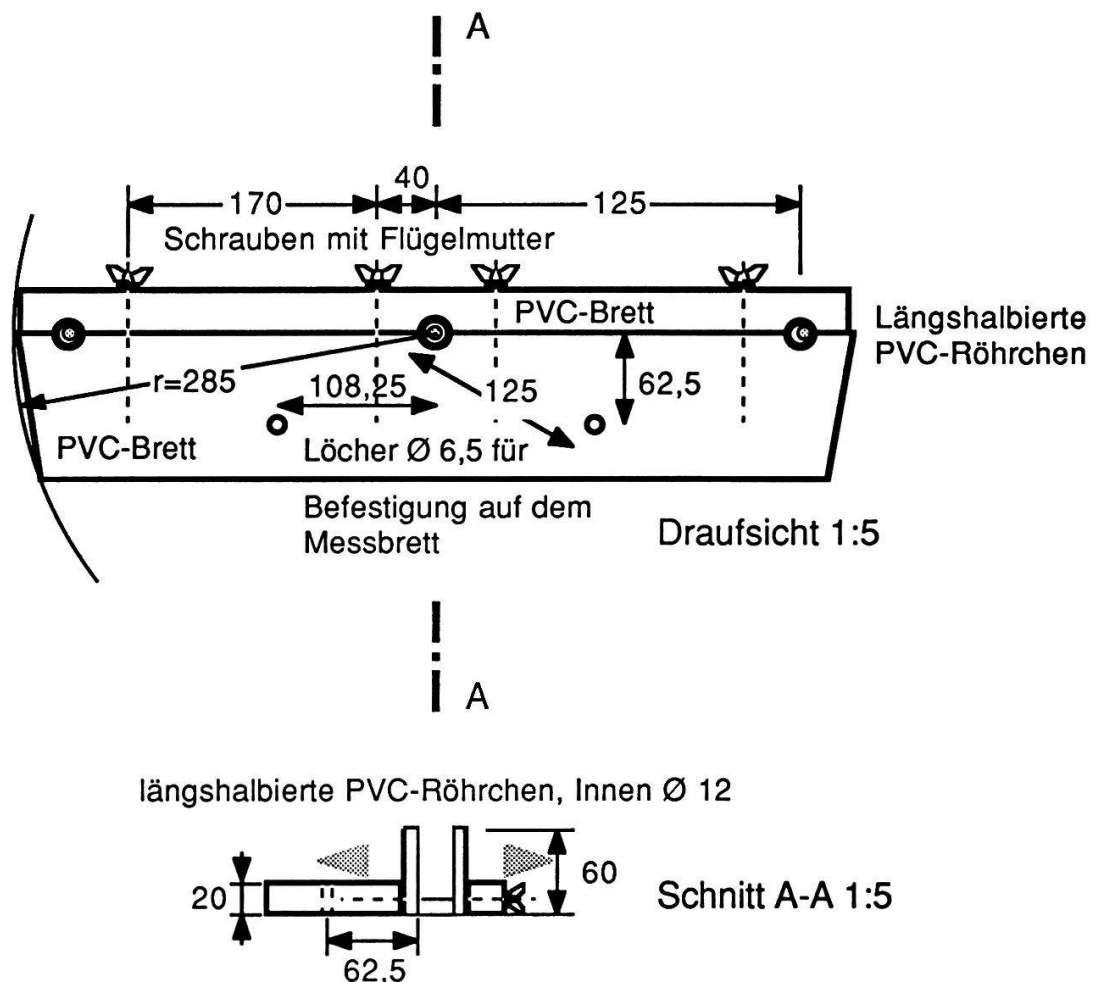 A
40
170
125
Schrauben mit Flügelmutter
PVC-Brett
Längshalbierte
PVC-Röhrchen
r=285
108,25
125
62,5
PVC-Brett
Löcher Ø 6,5 für
Befestigung auf dem
Messbrett
Draufsicht 1:5
A
längshalbierte PVC-Röhrchen, Innen Ø 12
20
60
Schnitt A-A 1:5
62,5